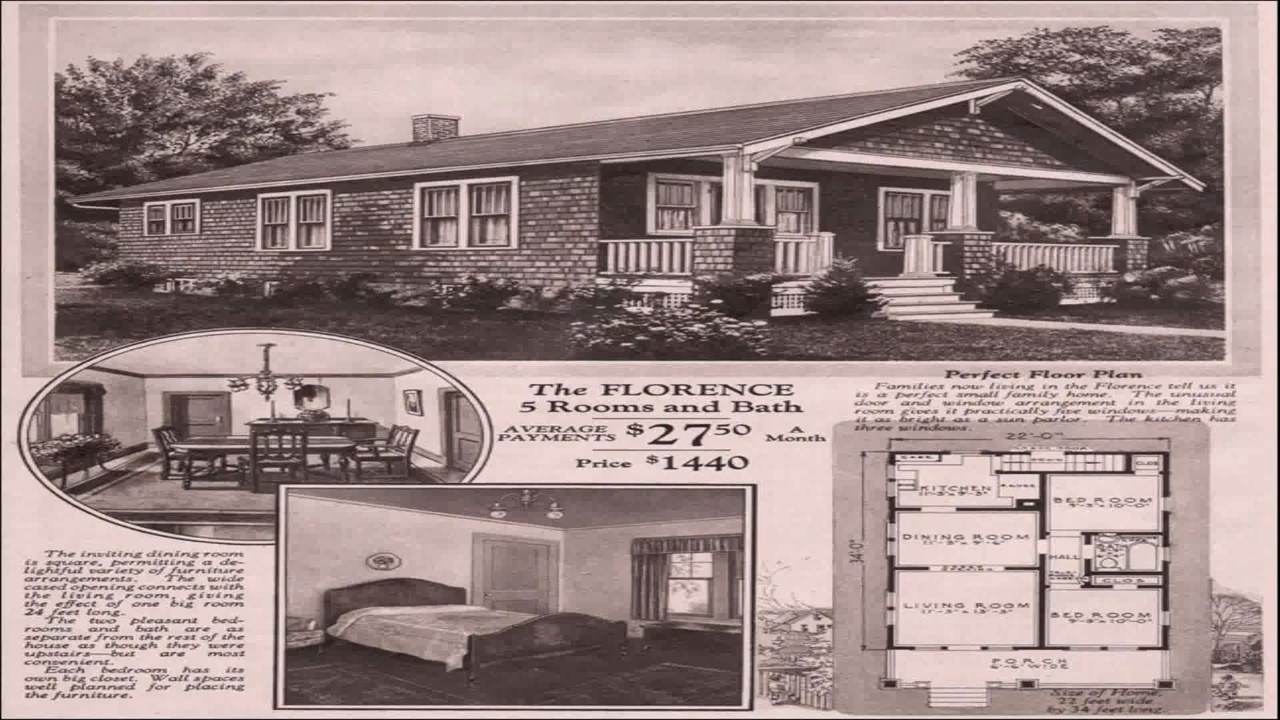 The FLORENCE
5 Rooms and Bath
AVERAGE PAYMENTS $27 50 A Month
Price $1440
Perfect Floor Plan
Families now living in the Florence tell us it
is a perfect small family home. The unusual
door and window arrangement in the living
room gives it practically five windows—making
it as bright as a sun parlor. The kitchen has
three windows.
The inviting dining room
is square, permitting a de-
lightful variety of furniture
arrangements. The wide
cased opening connects with
the living room, giving
the effect of one big room
24 feet long.
The two pleasant bed-
rooms and bath are as
separate from the rest of the
house as though they were
upstairs—but are most
convenient.
Each bedroom has its
own big closet. Wall spaces
well planned for placing
the furniture.
22'-0"
34'-0"
CLOS
KITCHEN
RANGE
BED ROOM
DINING ROOM
HALL
CLOS
LIVING ROOM
BED ROOM
PORCH
WIDE
Size of Home,
22 feet wide
by 34 feet long.